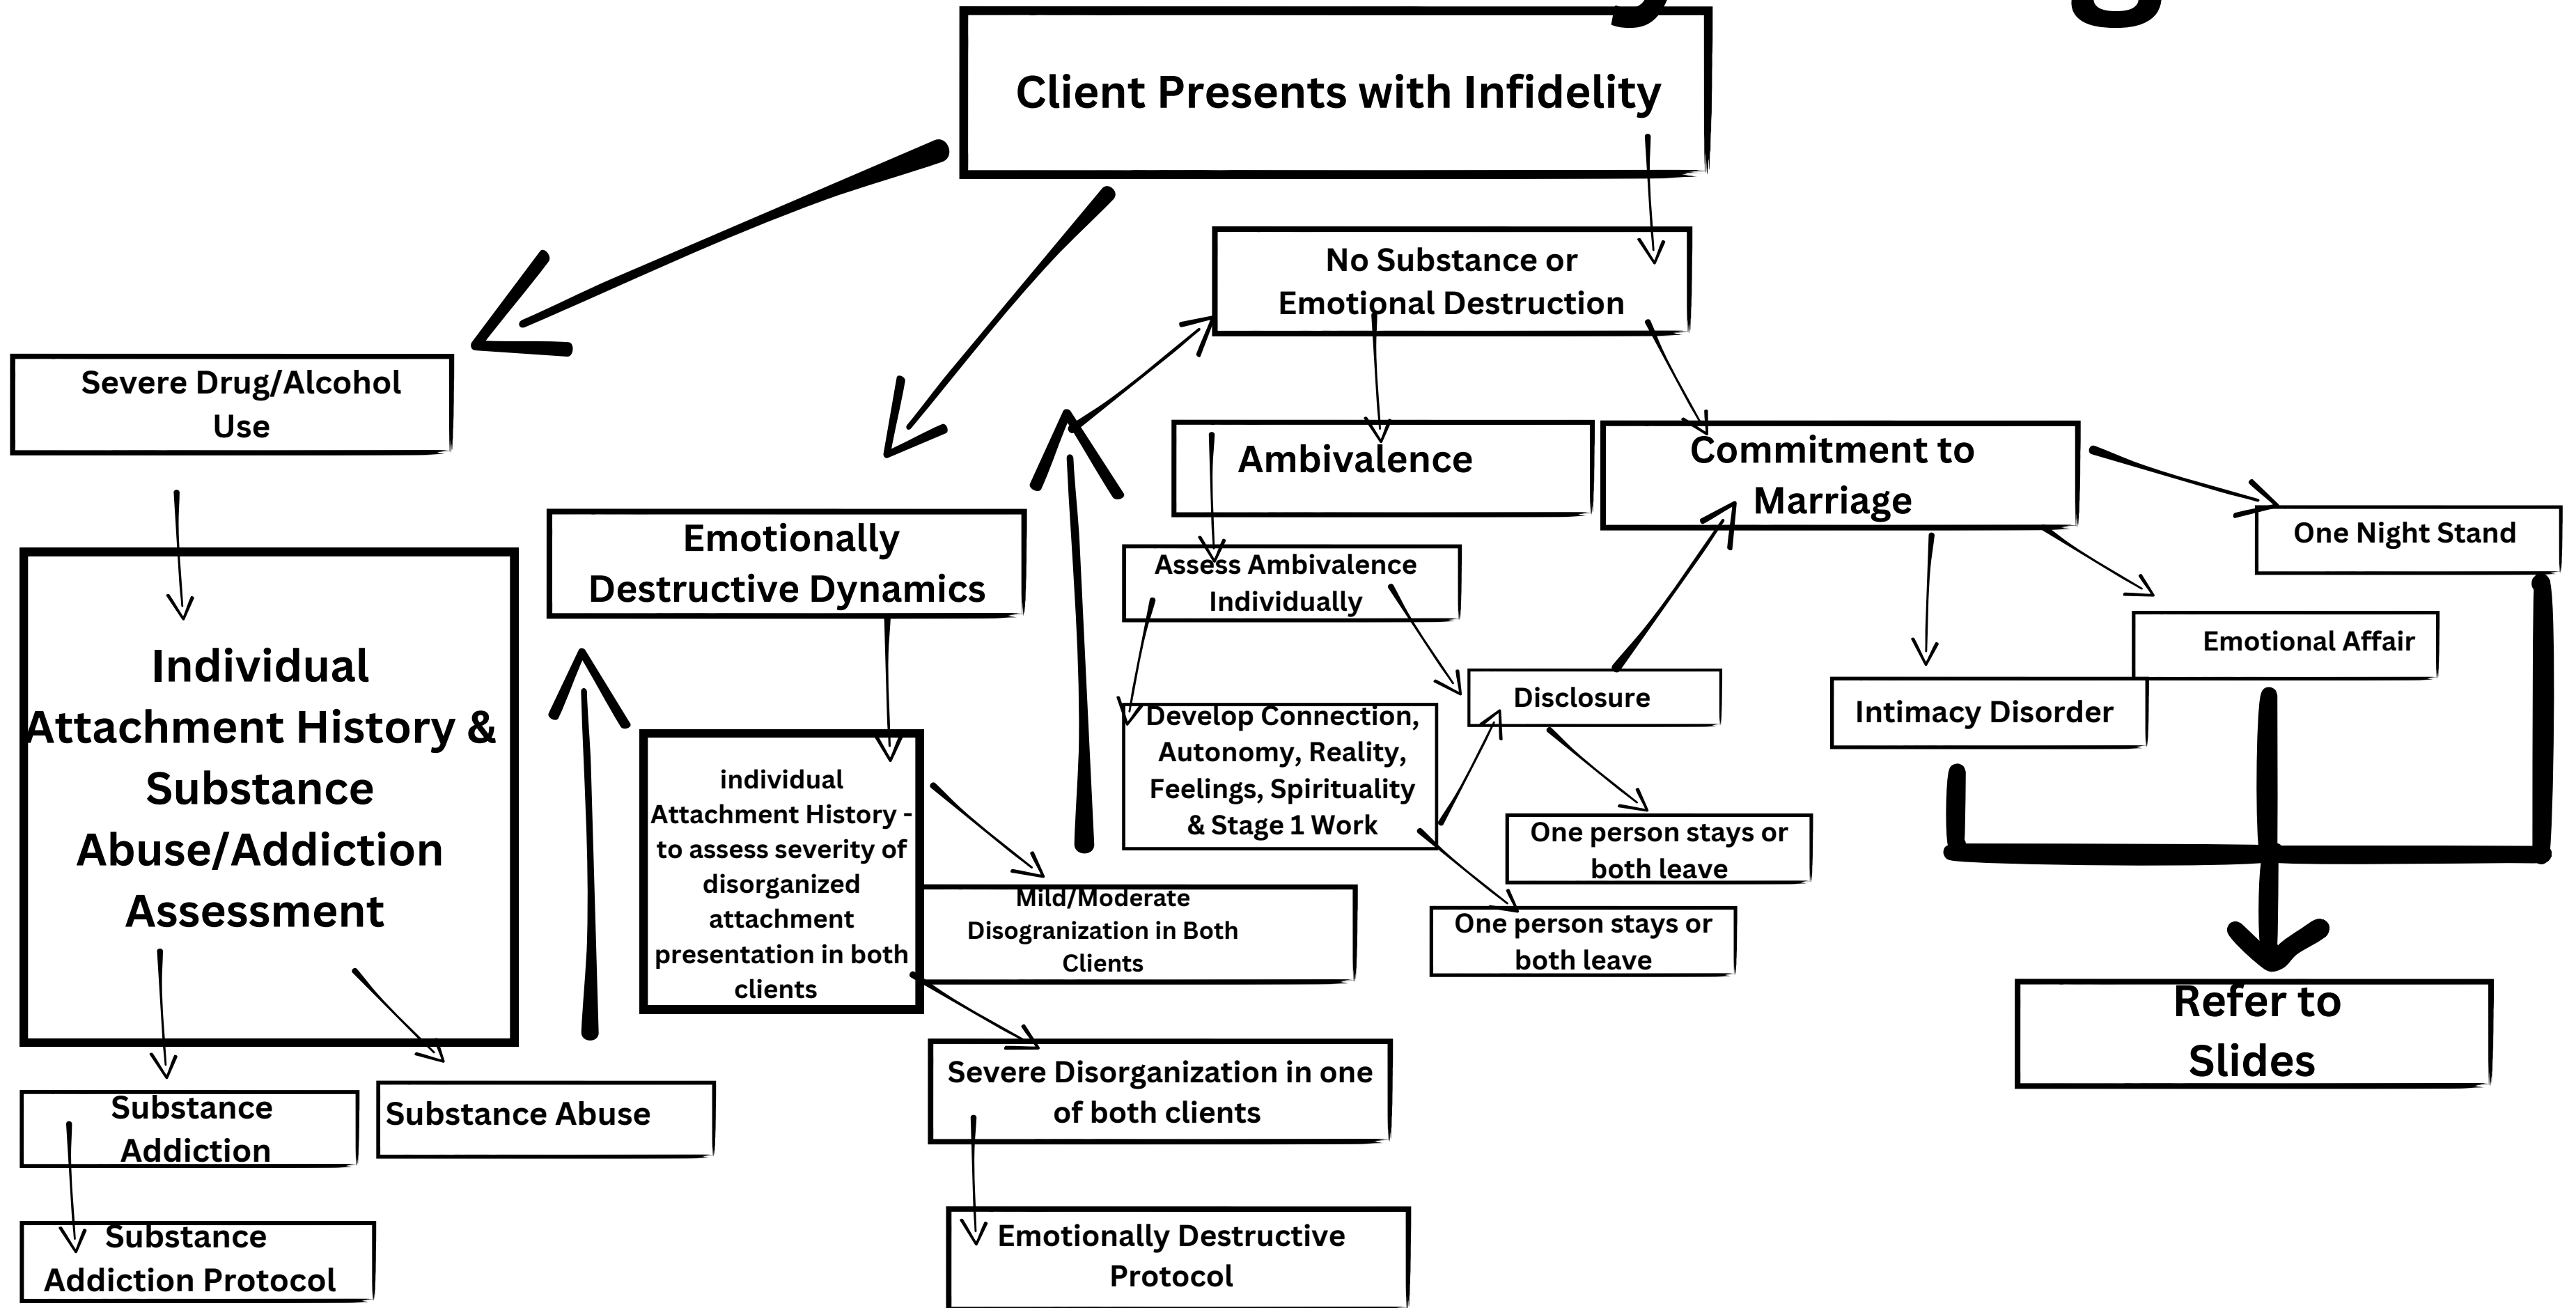 Client Presents with Infidelity
No Substance or
Emotional Destruction
Severe Drug/Alcohol
Use
Individual
Attachment History &
Substance
Abuse/Addiction
Assessment
Substance
Addiction
Substance
Addiction Protocol
Substance Abuse
Emotionally
Destructive Dynamics
individual
Attachment History -
to assess severity of
disorganized
attachment
presentation in both
clients
Mild/Moderate
Disogranization in Both
Clients
Severe Disorganization in one
of both clients
Emotionally Destructive
Protocol
Ambivalence
Assess Ambivalence
Individually
Develop Connection,
Autonomy, Reality,
Feelings, Spirituality
& Stage 1 Work
Disclosure
One person stays or
both leave
One person stays or
both leave
Commitment to
Marriage
One Night Stand
Emotional Affair
Intimacy Disorder
Refer to
Slides